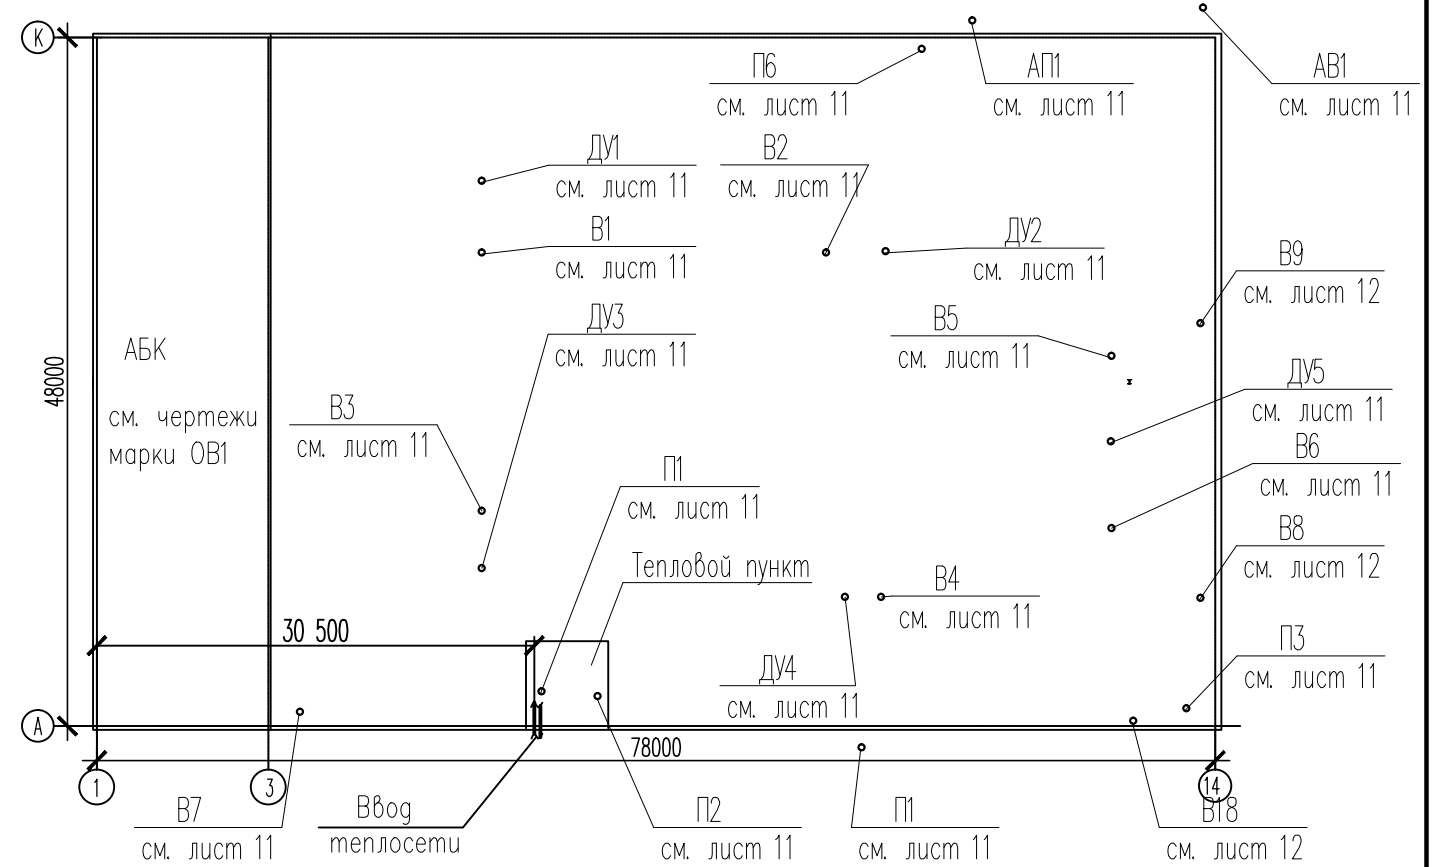 К
АВ1
см. лист 11
П6
см. лист 11
АП1
см. лист 11
ДУ1
см. лист 11
В2
см. лист 11
В1
см. лист 11
ДУ2
см. лист 11
В9
см. лист 12
ДУ3
см. лист 11
В5
см. лист 11
АБК
см. чертежи
марки ОВ1
48000
В3
см. лист 11
ДУ5
см. лист 11
В6
см. лист 11
П1
см. лист 11
В8
см. лист 12
Тепловой пункт
В4
см. лист 11
30 500
ДУ4
см. лист 11
П3
см. лист 11
А
78000
1
3
14
В7
см. лист 11
Ввод
теплосети
П2
см. лист 11
П1
см. лист 11
В18
см. лист 12